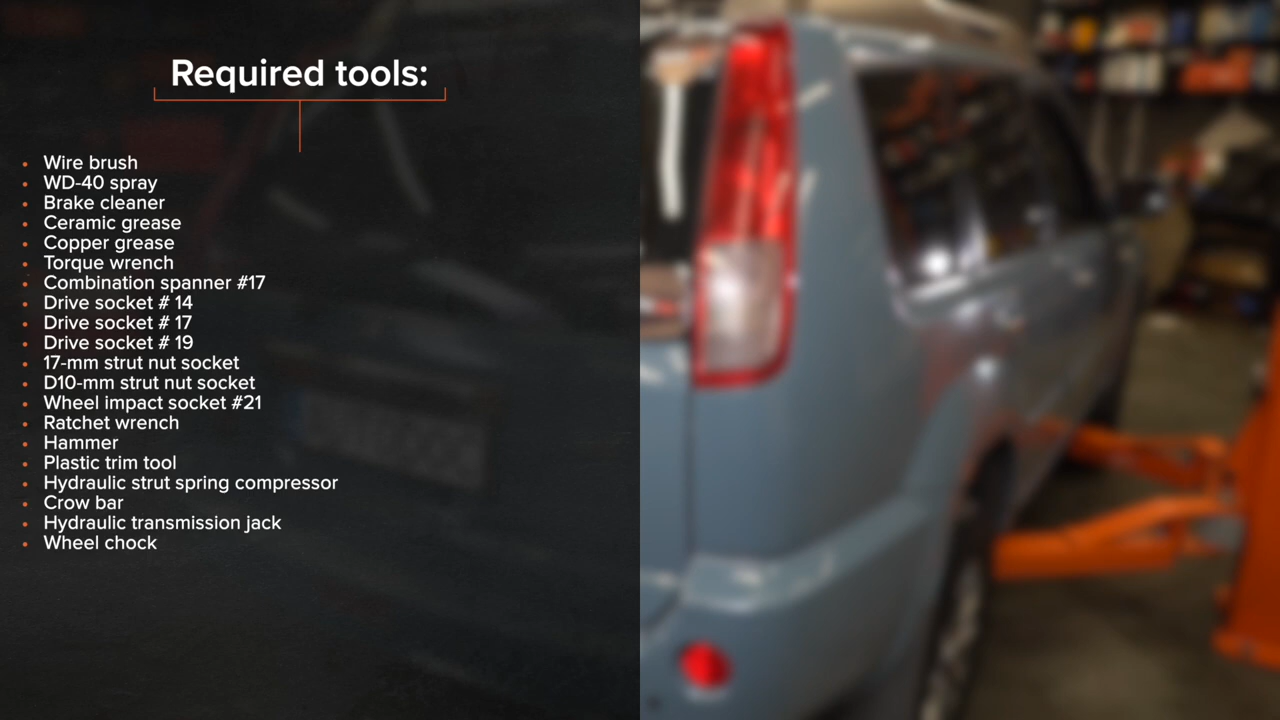 Required tools:
• Wire brush
• WD-40 spray
• Brake cleaner
• Ceramic grease
• Copper grease
• Torque wrench
• Combination spanner #17
• Drive socket # 14
• Drive socket # 17
• Drive socket # 19
• 17-mm strut nut socket
• D10-mm strut nut socket
• Wheel impact socket #21
• Ratchet wrench
• Hammer
• Plastic trim tool
• Hydraulic strut spring compressor
• Crow bar
• Hydraulic transmission jack
• Wheel chock